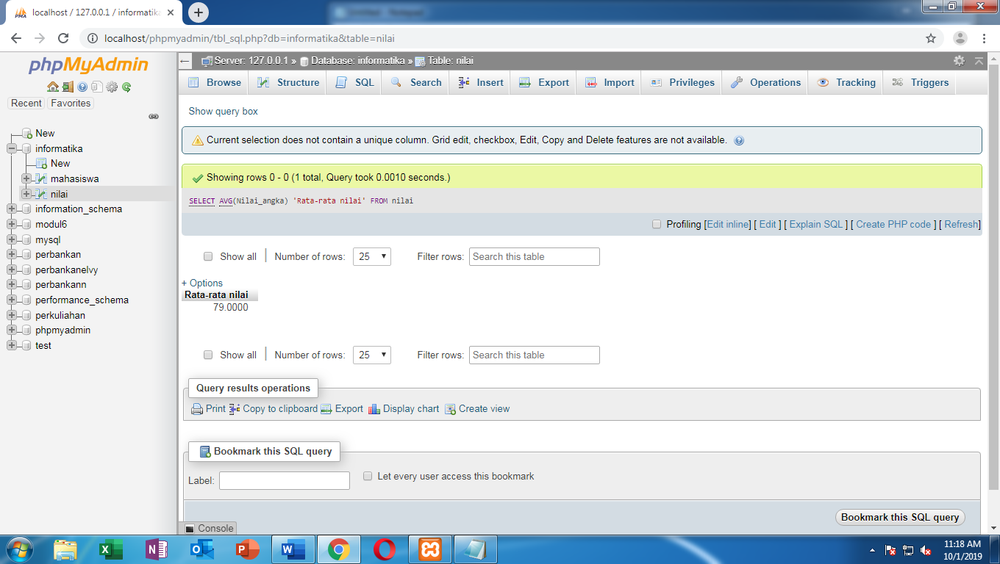 localhost / 127.0.0.1 / informatika
localhost/phpmyadmin/tbl_sql.php?db=informatika&table=nilai
phpMyAdmin
Recent Favorites
New
informatika
New
mahasiswa
nilai
information_schema
modul6
mysql
perbankan
perbankanelvy
perbankann
performance_schema
perkuliahan
phpmyadmin
test
Server: 127.0.0.1 » Database: informatika » Table: nilai
Browse Structure SQL Search Insert Export Import Privileges Operations Tracking Triggers
Show query box
Current selection does not contain a unique column. Grid edit, checkbox, Edit, Copy and Delete features are not available.
Showing rows 0 - 0 (1 total, Query took 0.0010 seconds.)
SELECT AVG(Nilai_angka) 'Rata-rata nilai' FROM nilai
Profiling [Edit inline] [ Edit ] [ Explain SQL ] [ Create PHP code ] [ Refresh]
Show all | Number of rows: 25 Filter rows: Search this table
+ Options
Rata-rata nilai
79.0000
Show all | Number of rows: 25 Filter rows: Search this table
Query results operations
Print Copy to clipboard Export Display chart Create view
Bookmark this SQL query
Label: Let every user access this bookmark
Bookmark this SQL query
Console
11:18 AM
10/1/2019